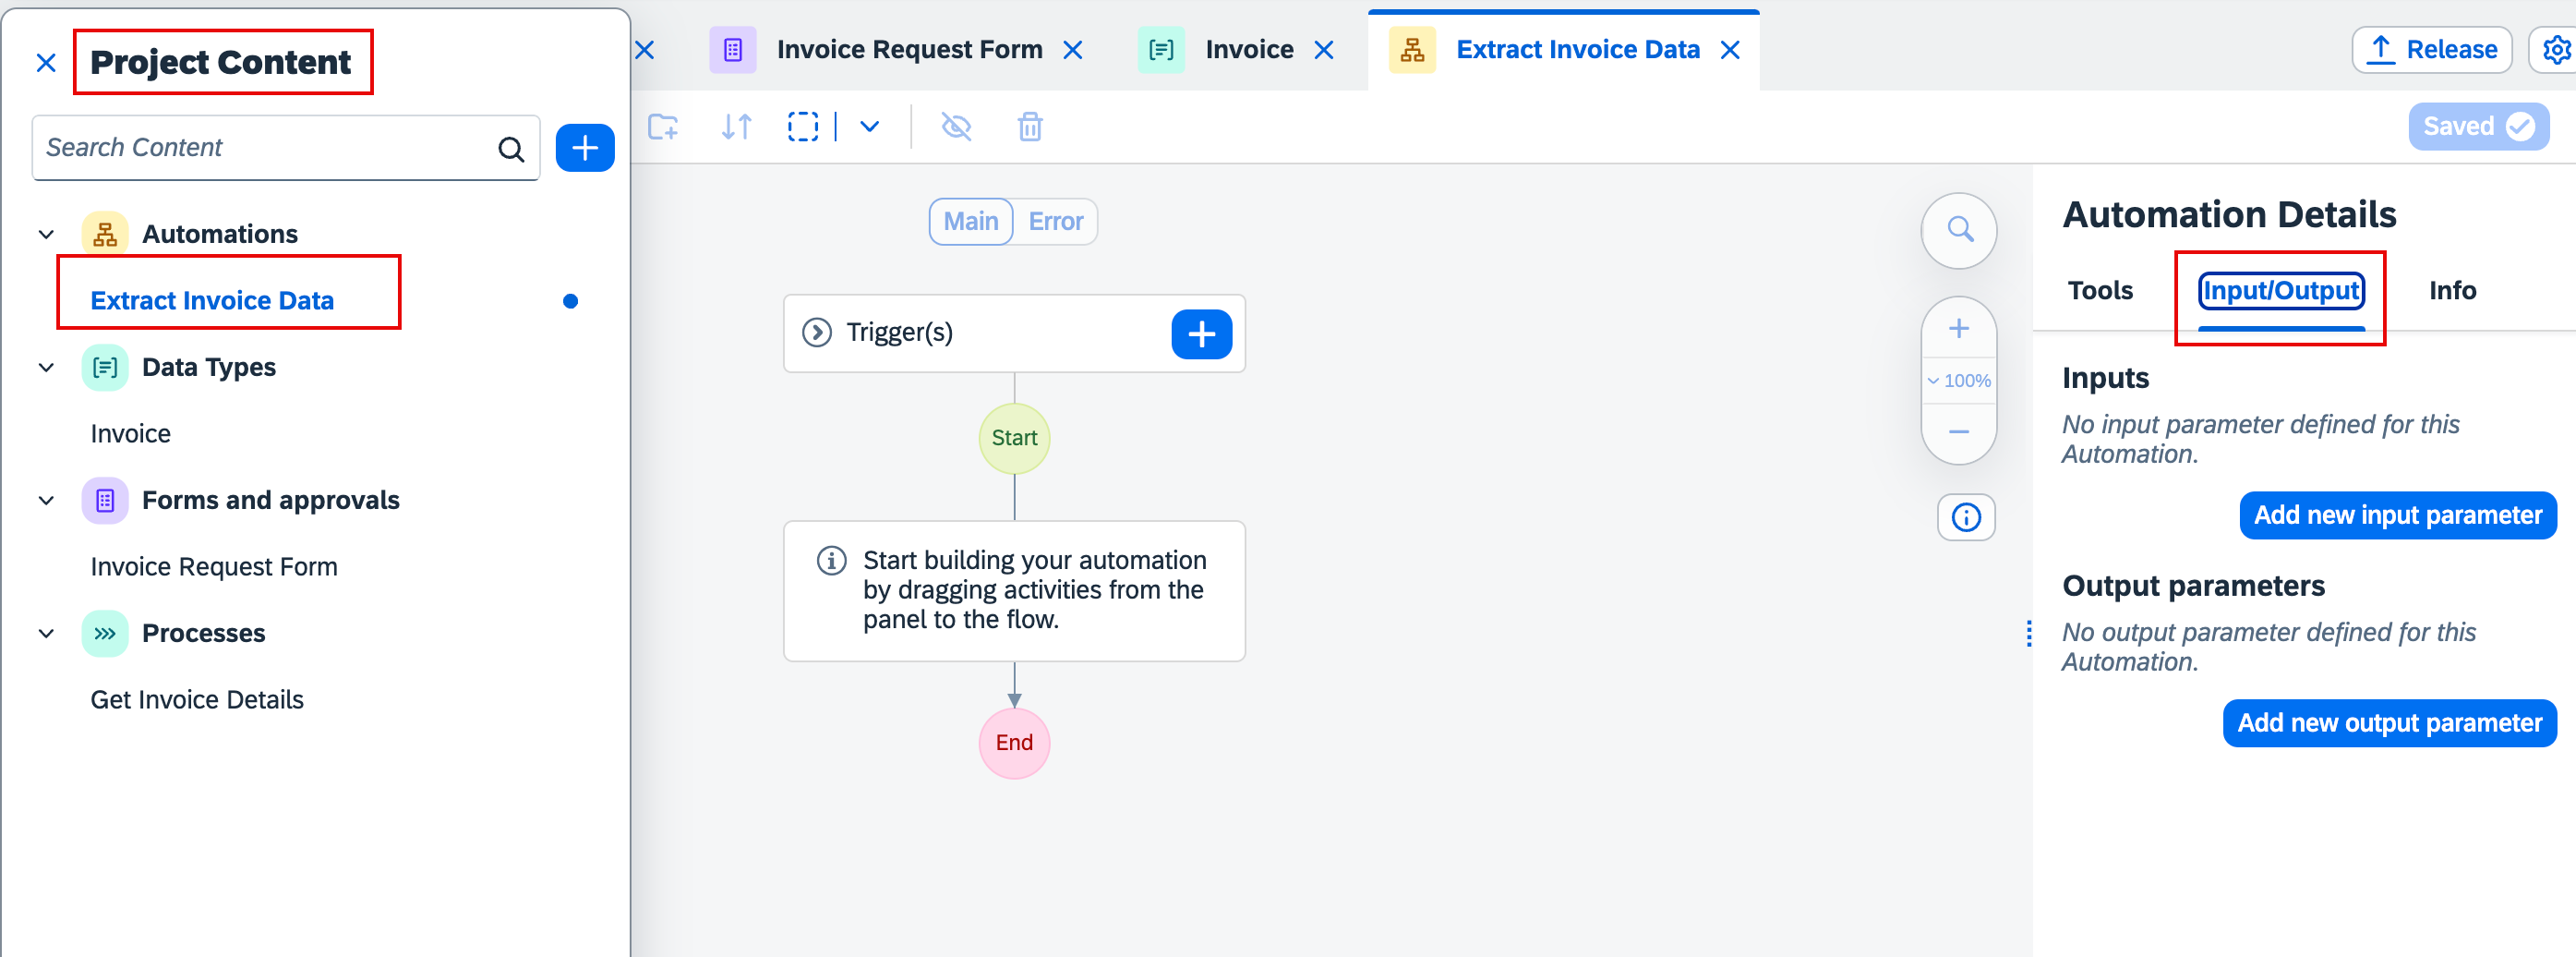 Project Content
Search Content
Automations
Extract Invoice Data
Data Types
Invoice
Forms and approvals
Invoice Request Form
Processes
Get Invoice Details
Invoice Request Form
Invoice
Extract Invoice Data
Release
Saved
Main
Error
Trigger(s)
Start
Start building your automation
by dragging activities from the
panel to the flow.
End
100%
Automation Details
Tools
Input/Output
Info
Inputs
No input parameter defined for this
Automation.
Add new input parameter
Output parameters
No output parameter defined for this
Automation.
Add new output parameter